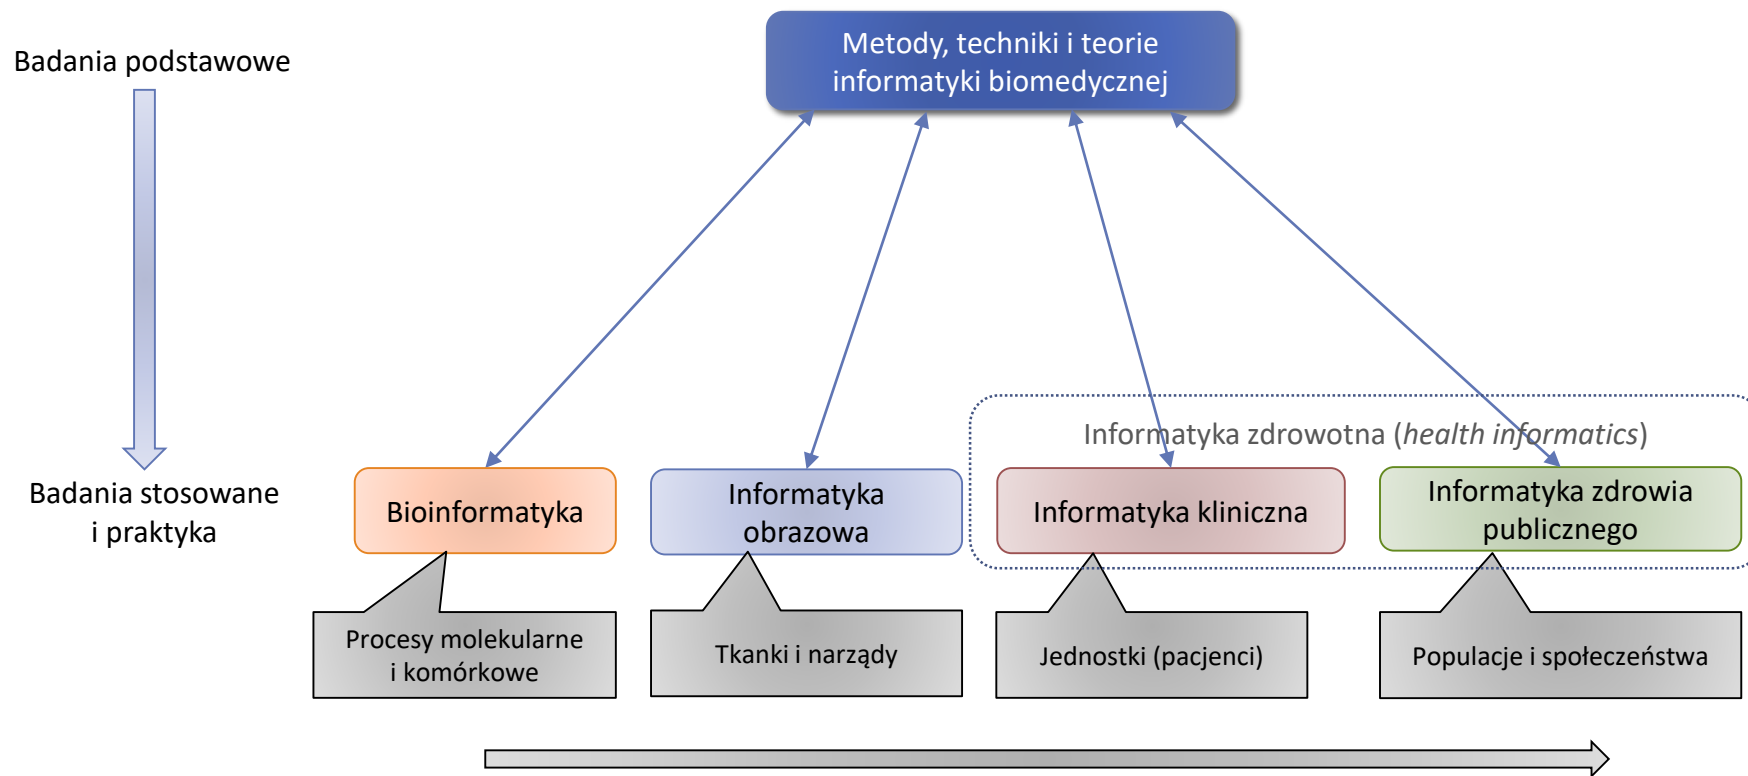 Badania podstawowe
Metody, techniki i teorie
informatyki biomedycznej
Informatyka zdrowotna (health informatics)
Badania stosowane
i praktyka
Bioinformatyka
Informatyka
obrazowa
Informatyka kliniczna
Informatyka zdrowia
publicznego
Procesy molekularne
i komórkowe
Tkanki i narządy
Jednostki (pacjenci)
Populacje i społeczeństwa